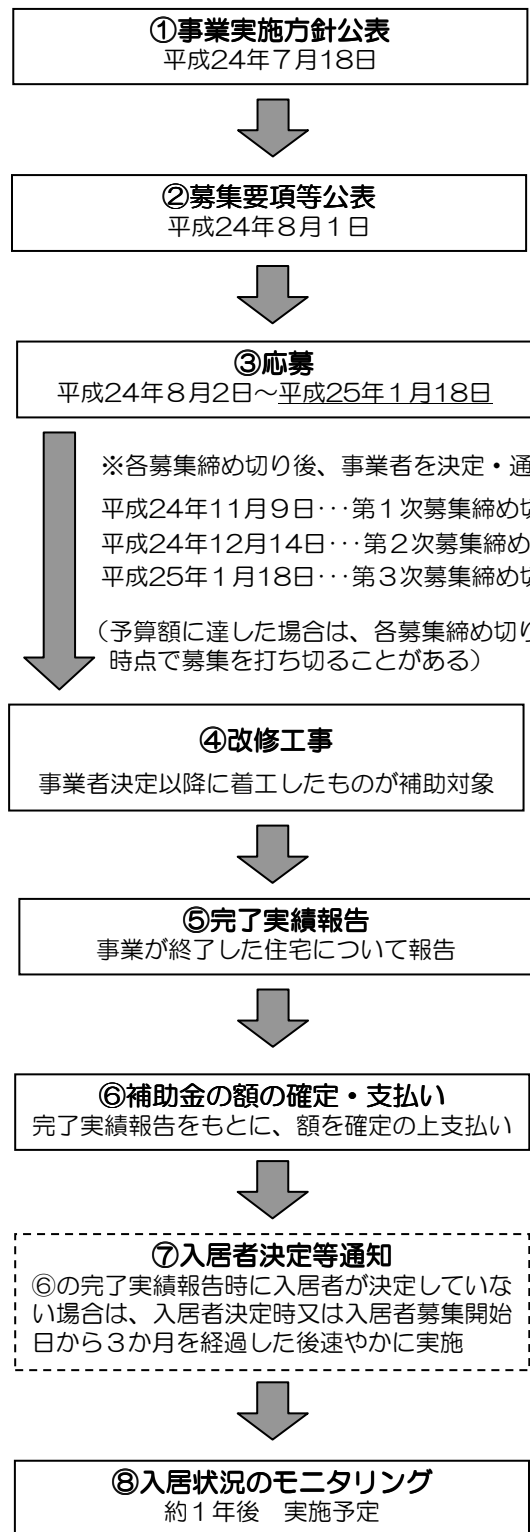 ①事業実施方針公表
平成24年7月18日
②募集要項等公表
平成24年8月1日
③応募
平成24年8月2日～平成25年1月18日
※各募集締め切り後、事業者を決定・通
平成24年11月9日･･･第1次募集締め切
平成24年12月14日･･･第2次募集締め
平成25年1月18日･･･第3次募集締め切
（予算額に達した場合は、各募集締め切り
時点で募集を打ち切ることがある）
④改修工事
事業者決定以降に着工したものが補助対象
⑤完了実績報告
事業が終了した住宅について報告
⑥補助金の額の確定・支払い
完了実績報告をもとに、額を確定の上支払い
⑦入居者決定等通知
⑥の完了実績報告時に入居者が決定していな
い場合は、入居者決定時又は入居者募集開始
日から３か月を経過した後速やかに実施
⑧入居状況のモニタリング
約１年後　実施予定